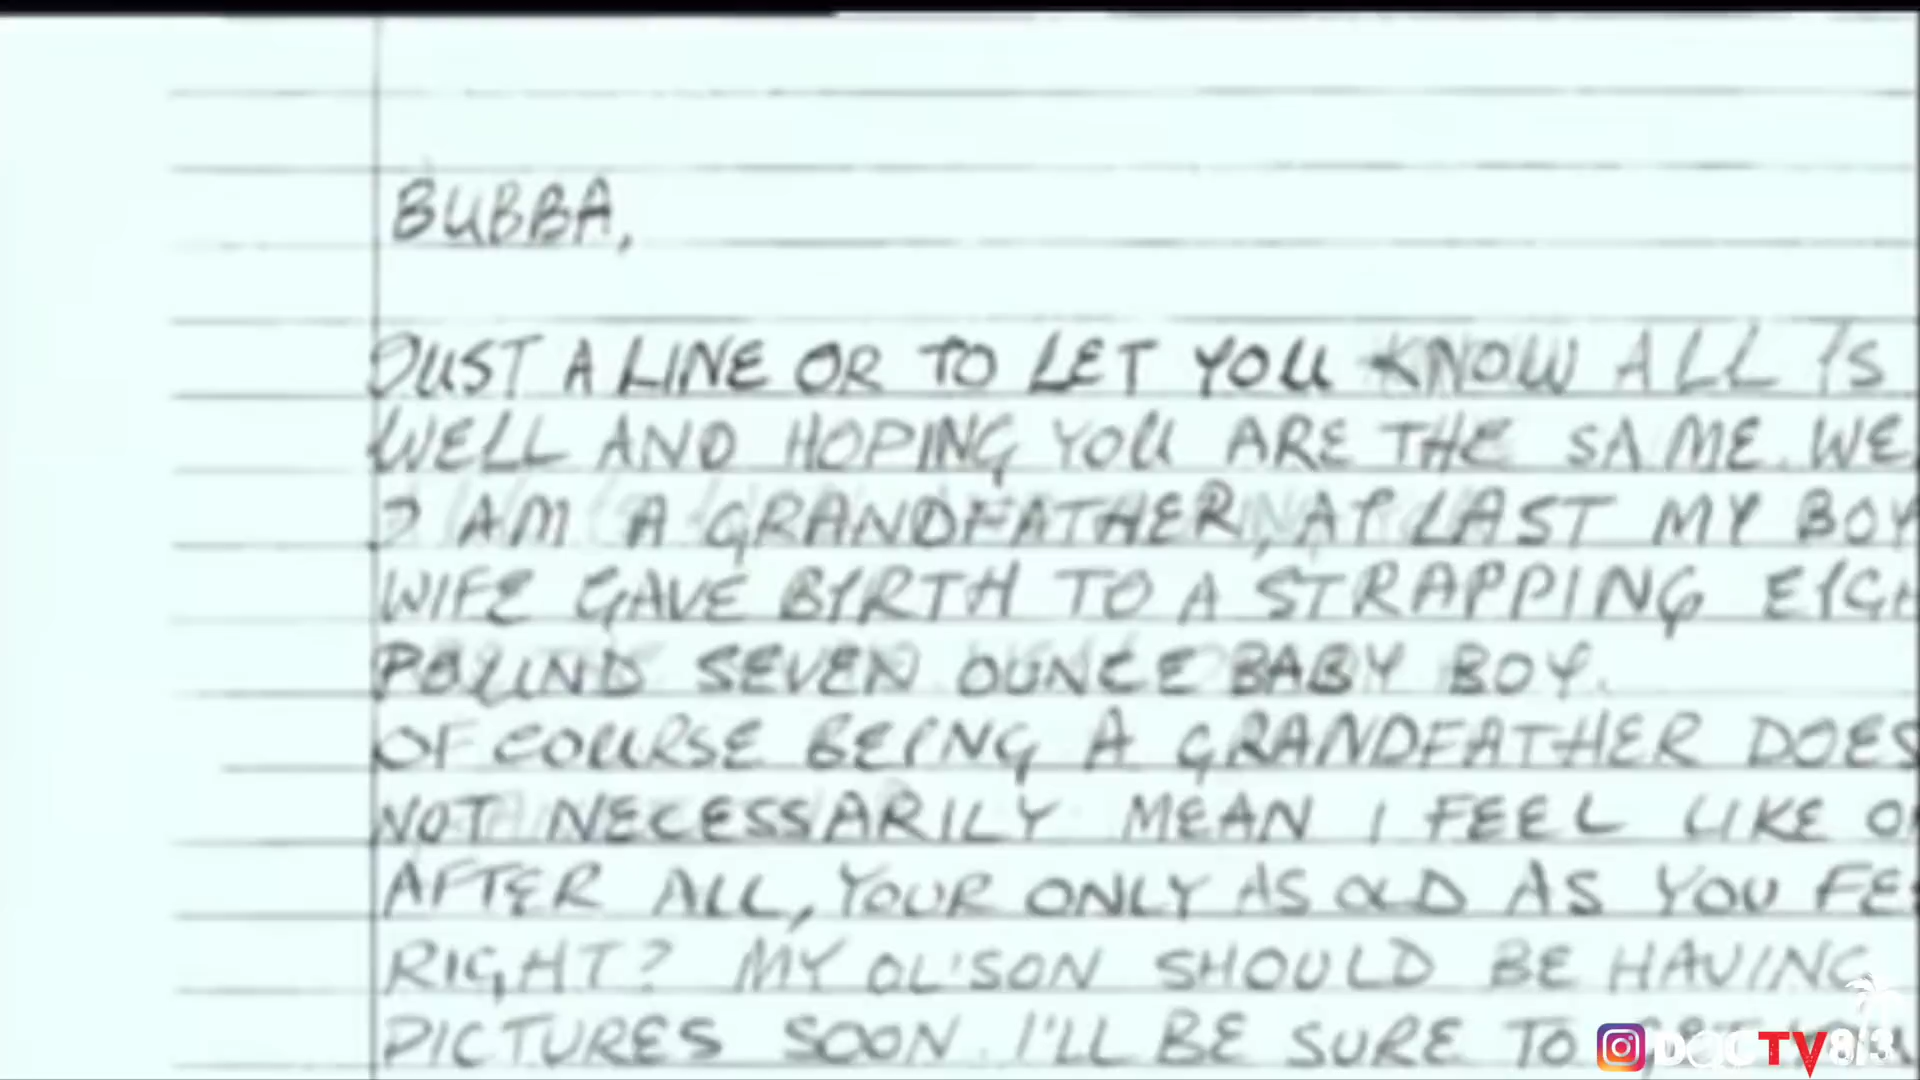 BUBBA,
JUST A LINE OR TO LET YOU KNOW ALL IS
WELL AND HOPING YOU ARE THE SAME. WE
I AM A GRANDFATHER, AT LAST MY BOY
WIFE GAVE BIRTH TO A STRAPPING EIGH
POUND SEVEN OUNCE BABY BOY.
OF COURSE BEING A GRANDFATHER DOES
NOT NECESSARILY MEAN I FEEL LIKE
AFTER ALL, YOUR ONLY AS OLD AS YOU FEE
RIGHT? MY OL'SON SHOULD BE HAVING
PICTURES SOON. I'LL BE SURE TO
TV